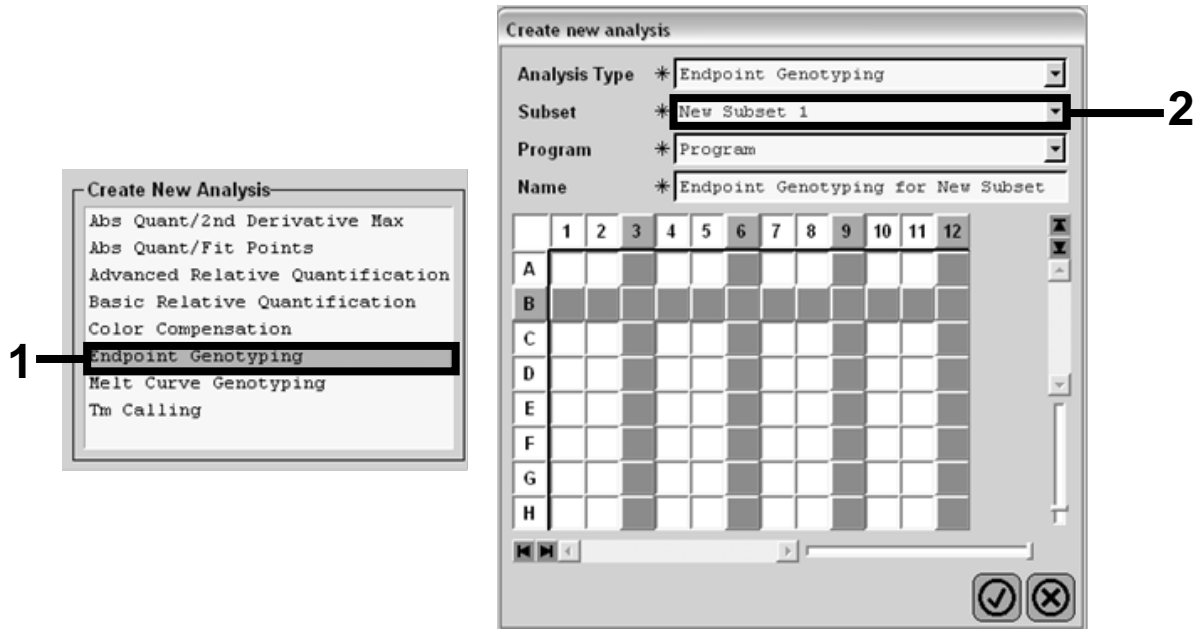 Create new analysis
Analysis Type * Endpoint Genotyping
Subset * New Subset 1
Program * Program
Name * Endpoint Genotyping for New Subset
2
Create New Analysis
Abs Quant/2nd Derivative Max
Abs Quant/Fit Points
Advanced Relative Quantification
Basic Relative Quantification
Color Compensation
Endpoint Genotyping
Melt Curve Genotyping
Tm Calling
1
1 2 3 4 5 6 7 8 9 10 11 12
A
B
C
D
E
F
G
H